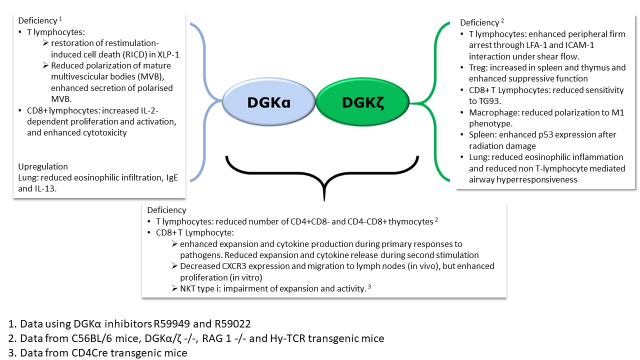 Deficiency 1
• T lymphocytes:
➢ restoration of restimulation-
induced cell death (RICD) in XLP-1
➢ Reduced polarization of mature
multivescicular bodies (MVB),
enhanced secretion of polarised
MVB.
• CD8+ lymphocytes: increased IL-2-
dependent proliferation and activation,
and enhanced cytotoxicity
Upregulation
Lung: reduced eosinophilic infiltration, IgE
and IL-13.
DGKα
DGKζ
Deficiency 2
• T lymphocytes: enhanced peripheral firm
arrest through LFA-1 and ICAM-1
interaction under shear flow.
• Treg: increased in spleen and thymus and
enhanced suppressive function
• CD8+ T Lymphocytes: reduced sensitivity
to TG93.
• Macrophage: reduced polarization to M1
phenotype.
• Spleen: enhanced p53 expression after
radiation damage
• Lung: reduced eosinophilic inflammation
and reduced non T-lymphocyte mediated
airway hyperresponsiveness
Deficiency
• T lymphocytes: reduced number of CD4+CD8- and CD4-CD8+ thymocytes 2
• CD8+ T Lymphocyte:
➢ enhanced expansion and cytokine production during primary responses to
pathogens. Reduced expansion and cytokine release during second stimulation
➢ Decreased CXCR3 expression and migration to lymph nodes (in vivo), but enhanced
proliferation (in vitro)
➢ NKT type i: impairment of expansion and activity. 3
1. Data using DGKα inhibitors R59949 and R59022
2. Data from C56BL/6 mice, DGKα/ζ -/-, RAG 1 -/- and Hy-TCR transgenic mice
3. Data from CD4Cre transgenic mice